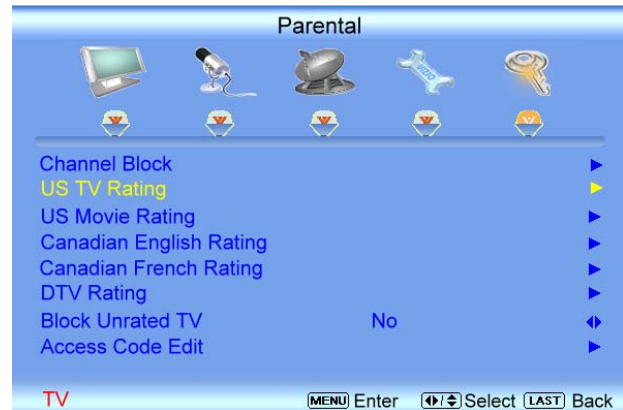 Parental
VIZIO
Channel Block
US TV Rating
US Movie Rating
Canadian English Rating
Canadian French Rating
DTV Rating
Block Unrated TV No
Access Code Edit
TV MENU Enter Select LAST Back